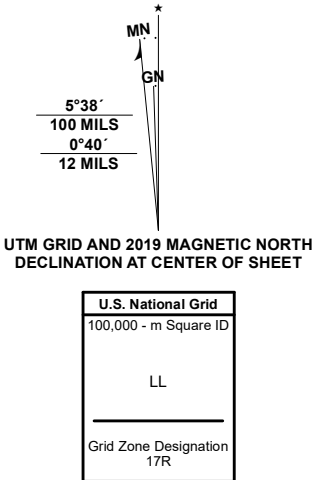 ★
MN
GN
5°38´
100 MILS
0°40´
12 MILS
UTM GRID AND 2019 MAGNETIC NORTH
DECLINATION AT CENTER OF SHEET
U.S. National Grid
100,000 - m Square ID
LL
Grid Zone Designation
17R